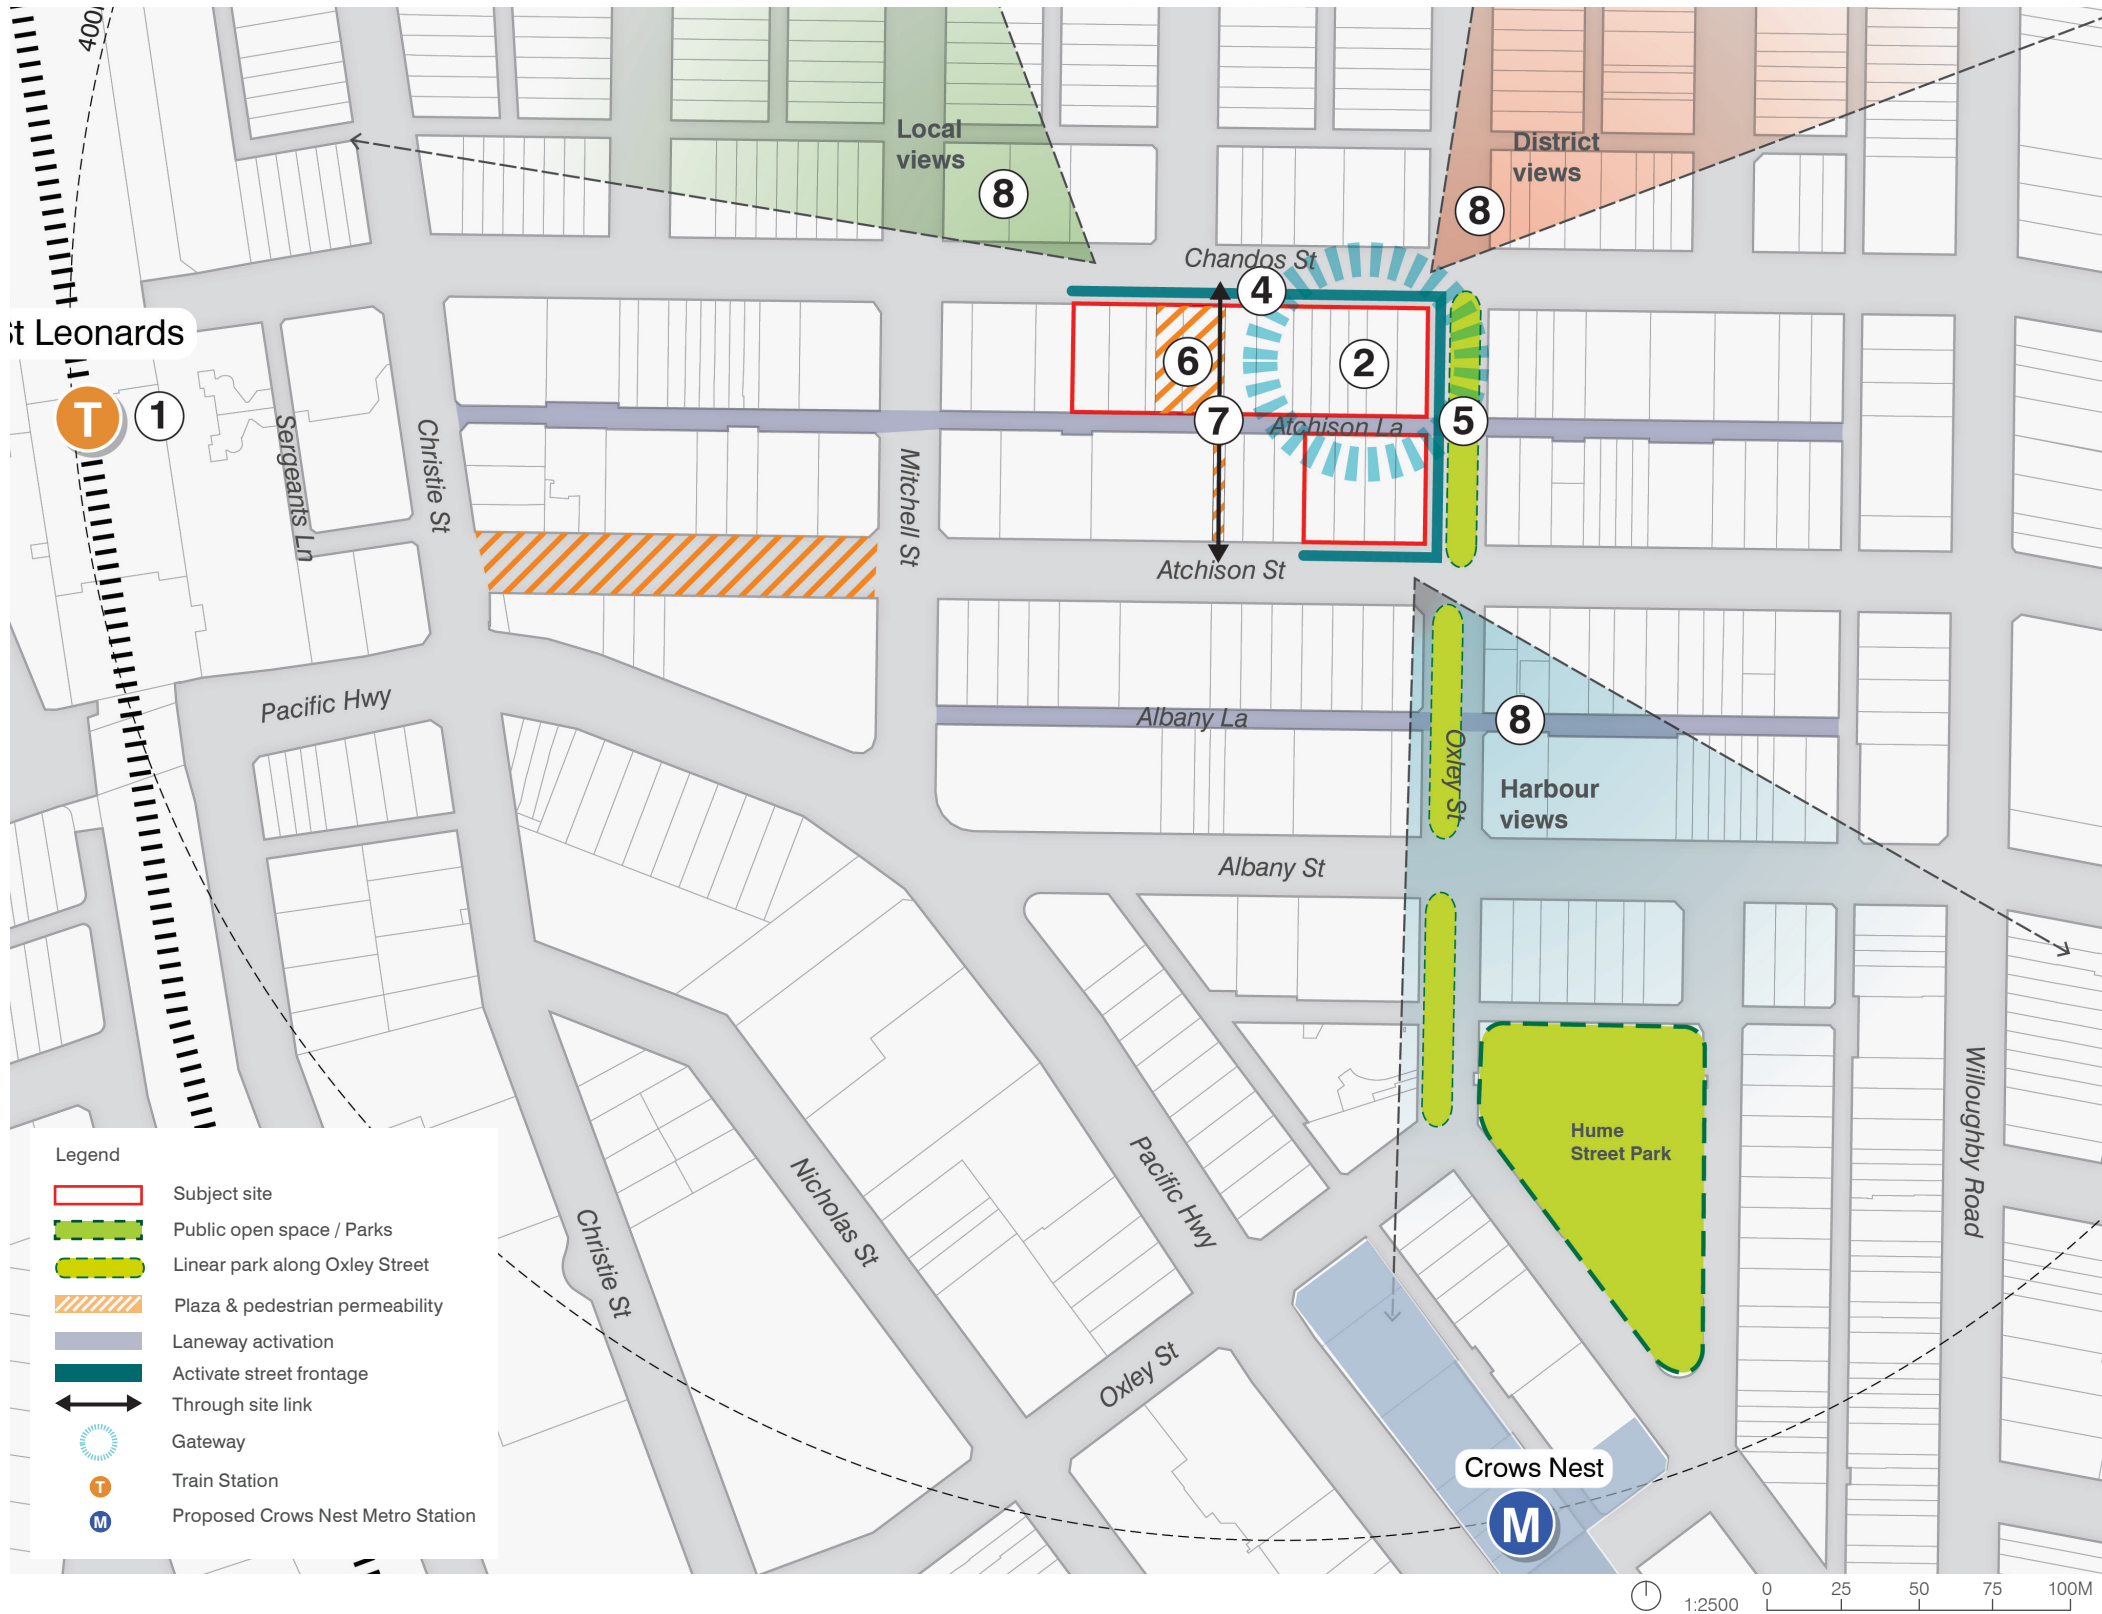 400
Local
views
8
District
views
8
Chandos St
4
St Leonards
T
1
6
2
7
Atchison La
5
Sergeants Ln
Christie St
Mitchell St
Atchison St
Pacific Hwy
Albany La
8
Oxley St
Harbour
views
Albany St
Hume
Street Park
Willoughby Road
Pacific Hwy
Nicholas St
Christie St
Oxley St
Crows Nest
M
Legend
Subject site
Public open space / Parks
Linear park along Oxley Street
Plaza & pedestrian permeability
Laneway activation
Activate street frontage
Through site link
Gateway
T
Train Station
M
Proposed Crows Nest Metro Station
1:2500
0 25 50 75 100M